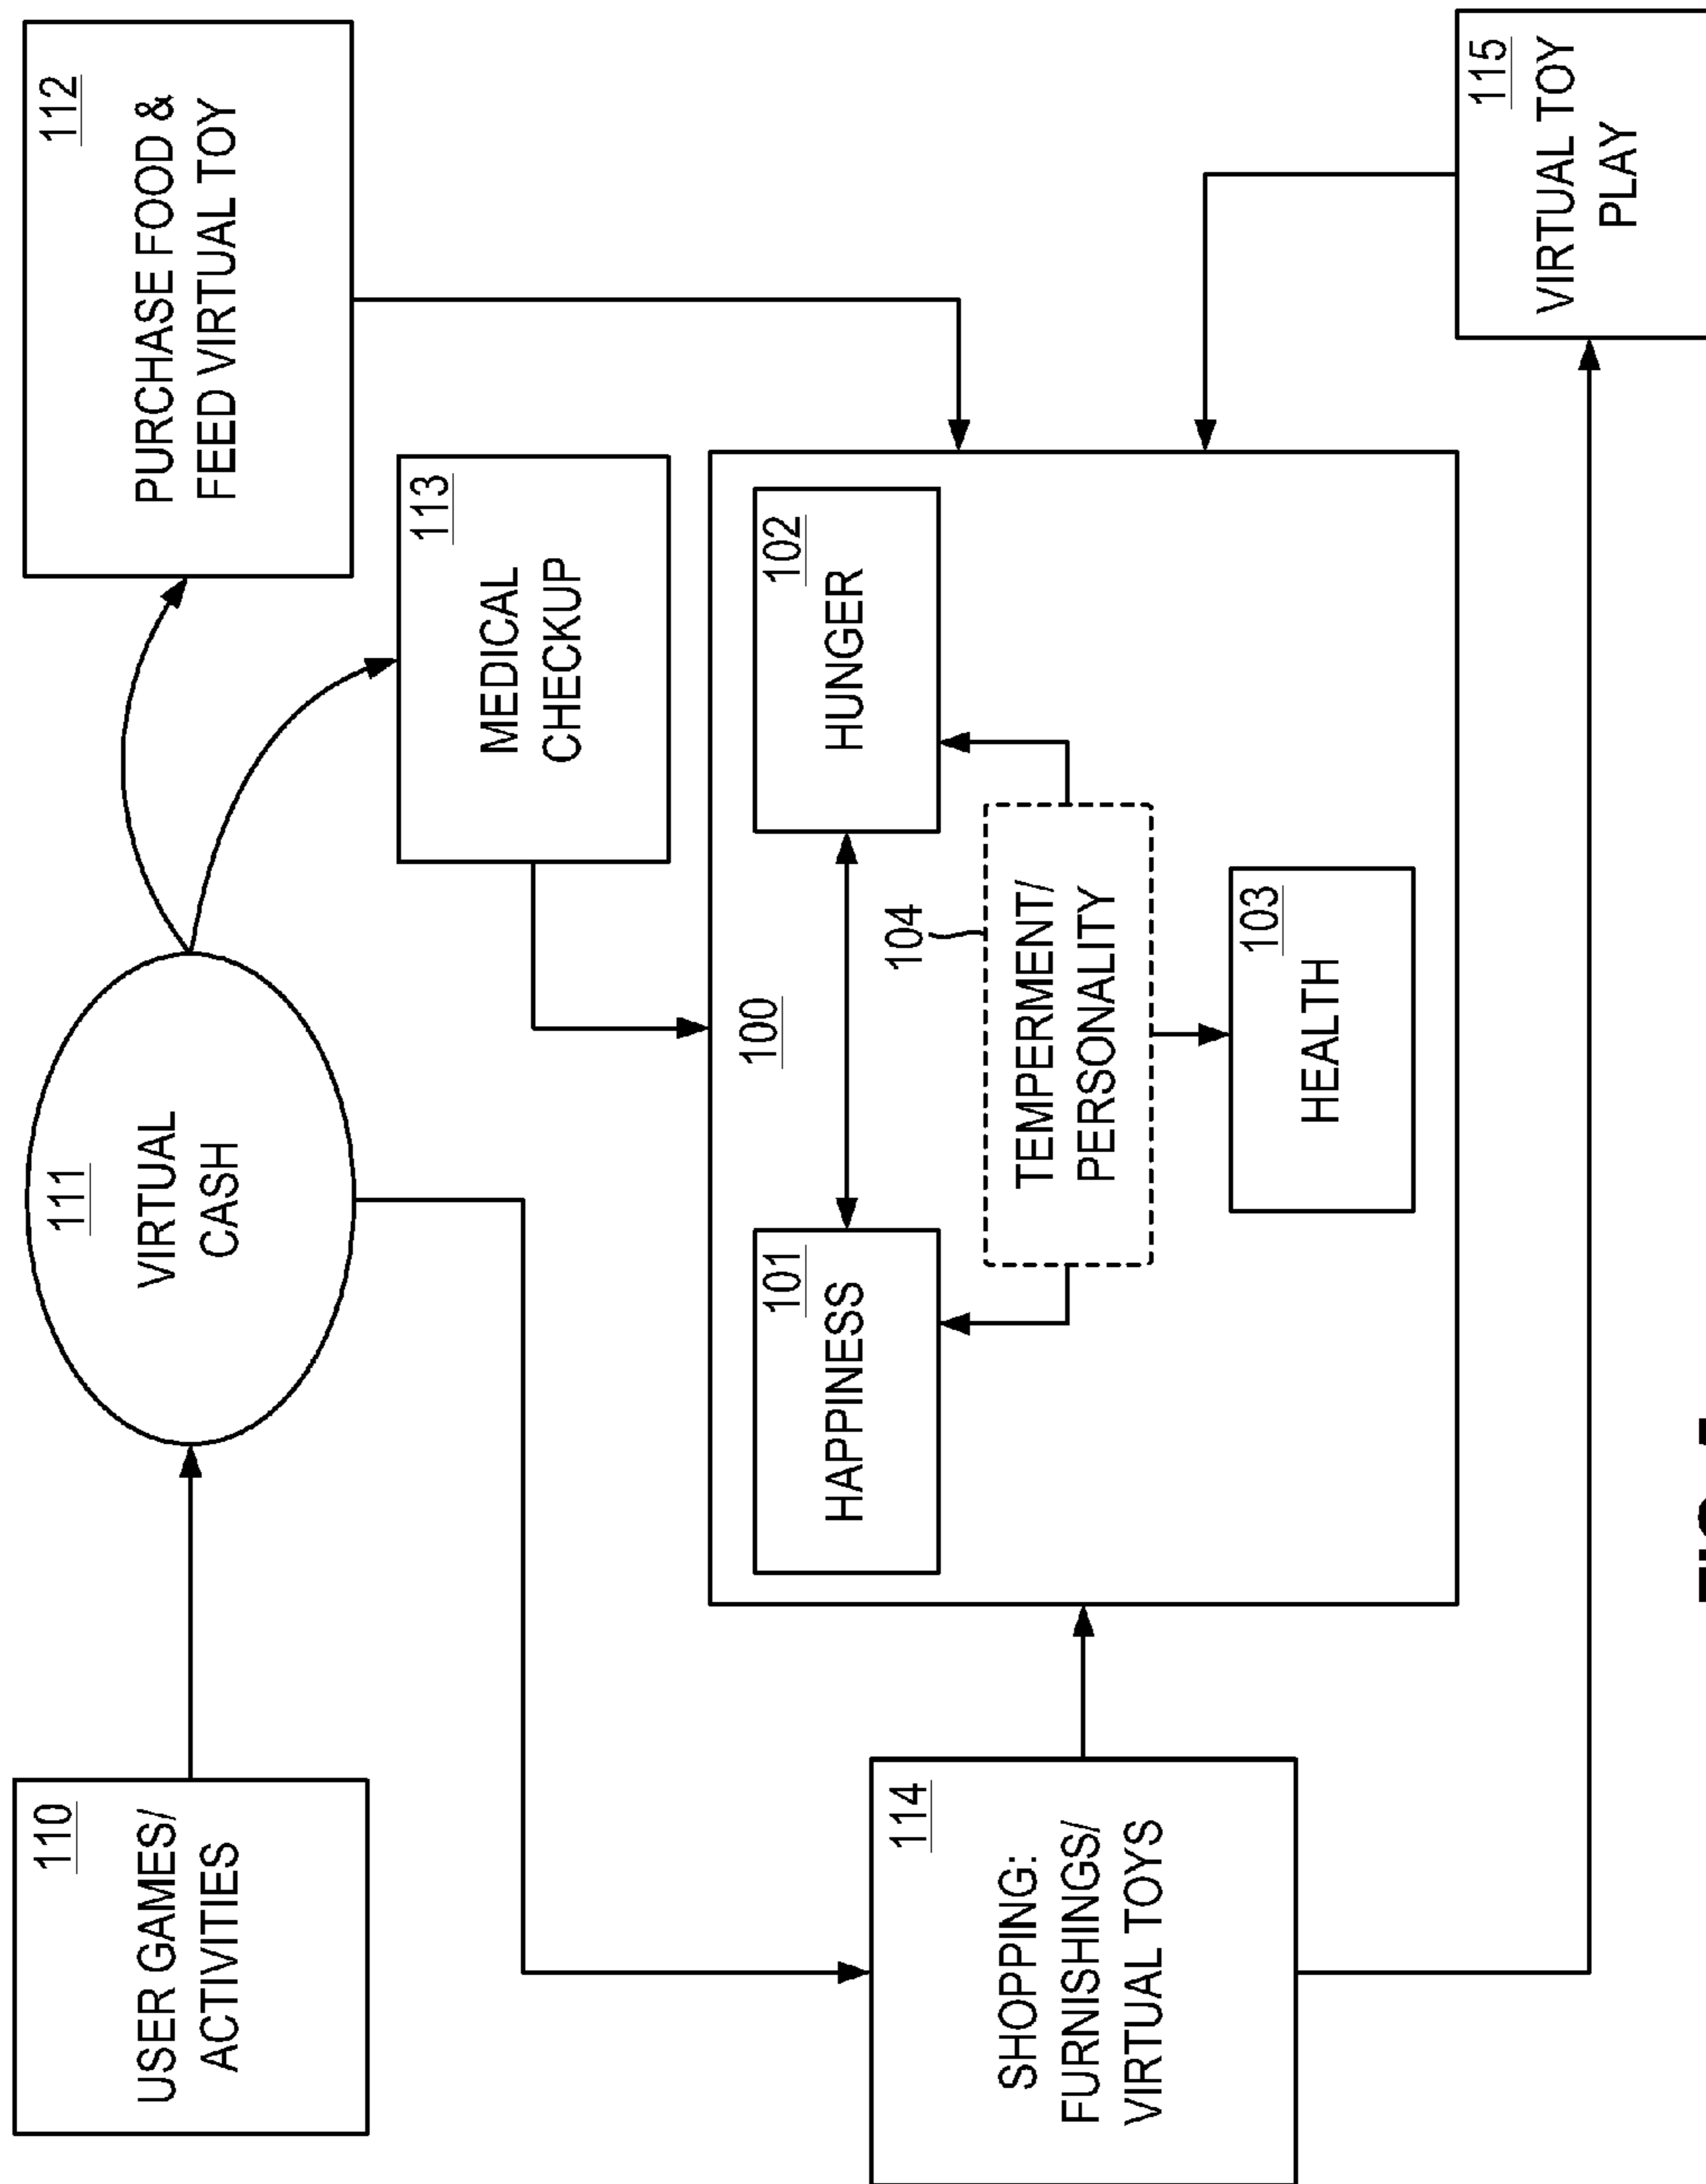 110
USER GAMES/
ACTIVITIES
111
VIRTUAL
CASH
112
PURCHASE FOOD &
FEED VIRTUAL TOY
113
MEDICAL
CHECKUP
100
101
HAPPINESS
102
HUNGER
104
TEMPERMENT/
PERSONALITY
103
HEALTH
114
SHOPPING:
FURNISHINGS/
VIRTUAL TOYS
115
VIRTUAL TOY
PLAY